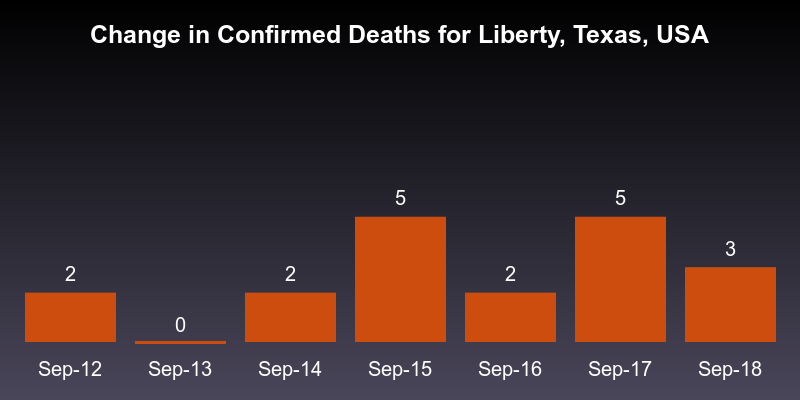 Change in Confirmed Deaths for Liberty, Texas, USA
2
0
2
5
2
5
3
Sep-12
Sep-13
Sep-14
Sep-15
Sep-16
Sep-17
Sep-18